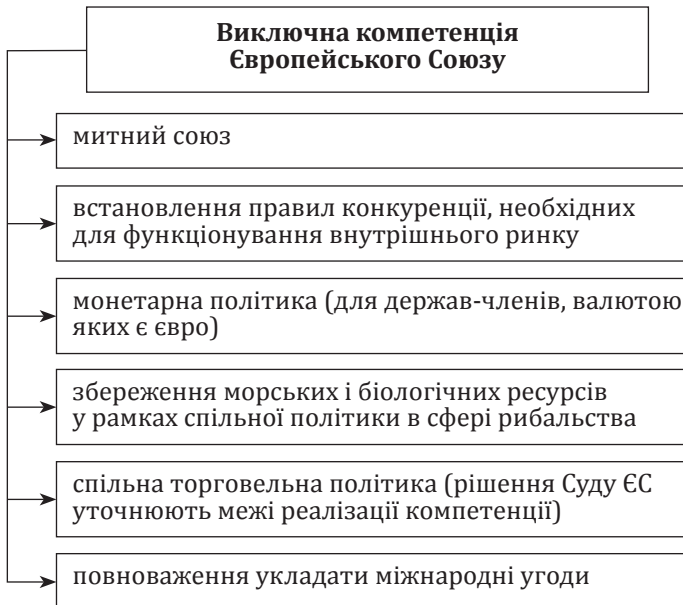 Виключна компетенція
Європейського Союзу
митний союз
встановлення правил конкуренції, необхідних
для функціонування внутрішнього ринку
монетарна політика (для держав-членів, валютою
яких є євро)
збереження морських і біологічних ресурсів
у рамках спільної політики в сфері рибальства
спільна торговельна політика (рішення Суду ЄС
уточнюють межі реалізації компетенції)
повноваження укладати міжнародні угоди